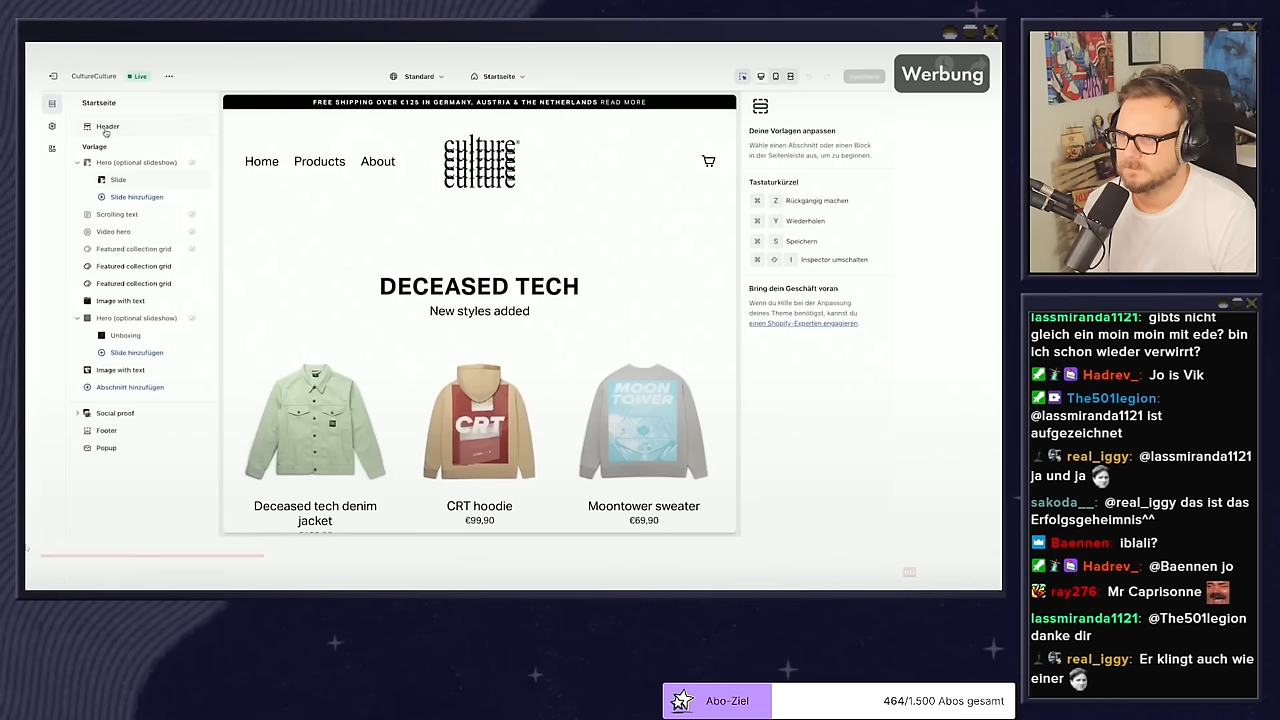 CultureCulture
Live
Standard
Startseite
Werbung
Startseite
Header
Vorlage
Hero (optional slideshow)
Slide
Slide hinzufügen
Scrolling text
Video hero
Featured collection grid
Featured collection grid
Featured collection grid
Image with text
Hero (optional slideshow)
Unboxing
Slide hinzufügen
Image with text
Abschnitt hinzufügen
Social proof
Footer
Popup
FREE SHIPPING OVER €125 IN GERMANY, AUSTRIA & THE NETHERLANDS READ MORE
Home Products About
culture
culture
culture
culture
DECEASED TECH
New styles added
CRT
MOON
TOWER
Deceased tech denim
jacket
CRT hoodie
€99,90
Moontower sweater
€69,90
Deine Vorlagen anpassen
Wähle einen Abschnitt oder einen Block
in der Seitenleiste aus, um zu beginnen.
Tastaturkürzel
⌘ Z Rückgängig machen
⌘ Y Wiederholen
⌘ S Speichern
⌘ ⇧ I Inspector umschalten
Bring dein Geschäft voran
Wenn du Hilfe bei der Anpassung
deines Theme benötigst, kannst du
einen Shopify-Experten engagieren.
lassmiranda1121: gibts nicht
gleich ein moin moin mit ede? bin
ich schon wieder verwirrt?
Hadrev_: Jo is Vik
The501legion:
@lassmiranda1121 ist
aufgezeichnet
real_iggy: @lassmiranda1121
ja und ja
sakoda__: @real_iggy das ist das
Erfolgsgeheimnis^^
Baennen: iblali?
Hadrev_: @Baennen jo
ray276: Mr Caprisonne
lassmiranda1121: @The501legion
danke dir
real_iggy: Er klingt auch wie
einer
Abo-Ziel
464/1.500 Abos gesamt